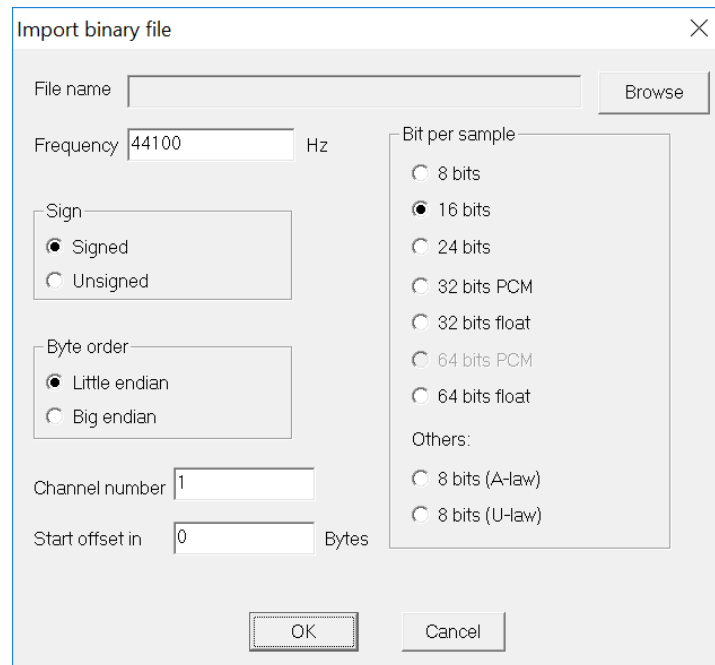 Import binary file
File name
Browse
Frequency 44100 Hz
Sign
Signed
Unsigned
Byte order
Little endian
Big endian
Channel number 1
Start offset in 0 Bytes
Bit per sample
8 bits
16 bits
24 bits
32 bits PCM
32 bits float
64 bits PCM
64 bits float
Others:
8 bits (A-law)
8 bits (U-law)
OK
Cancel